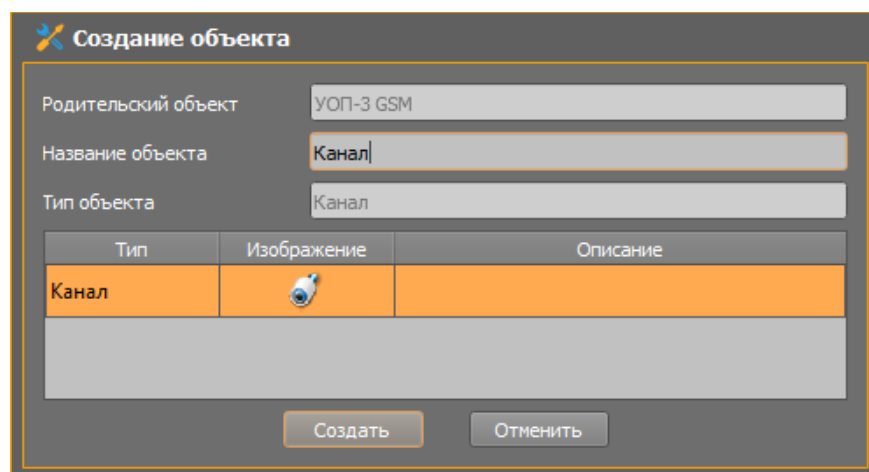 Создание объекта
Родительский объект УОП-3 GSM
Название объекта Канал
Тип объекта Канал
Тип Изображение Описание
Канал
Создать Отменить